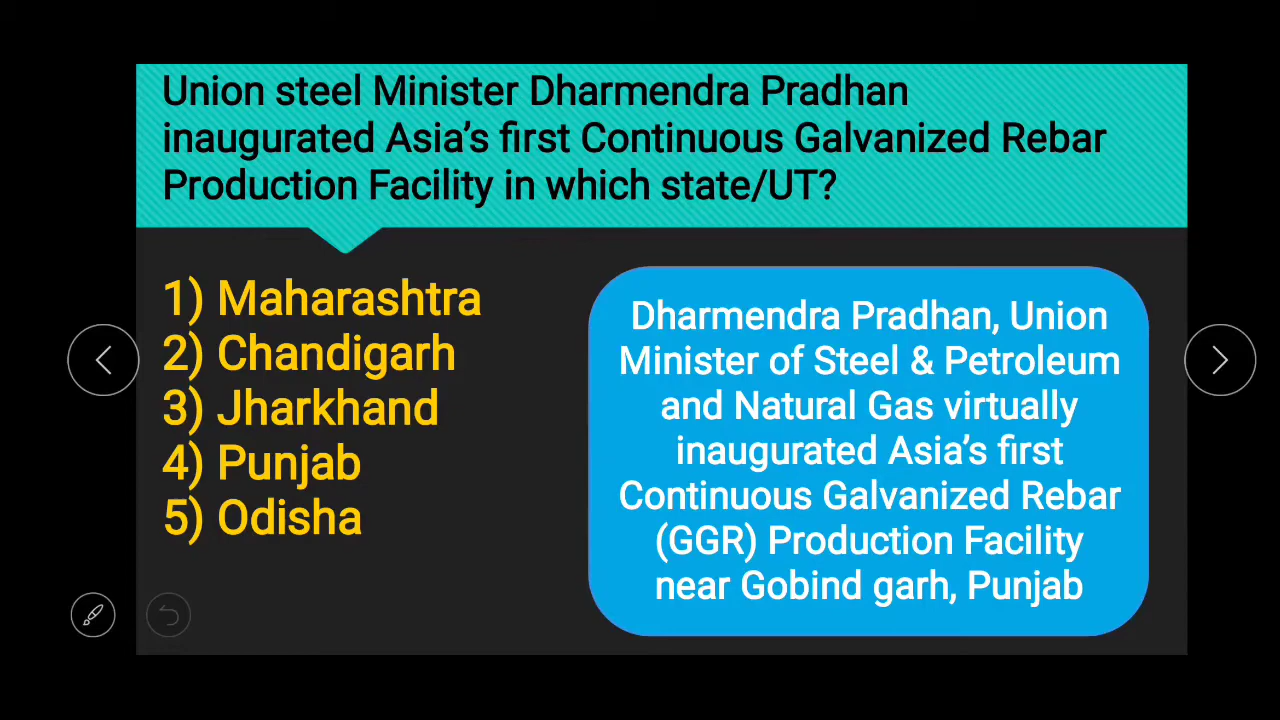 Union steel Minister Dharmendra Pradhan
inaugurated Asia’s first Continuous Galvanized Rebar
Production Facility in which state/UT?
1) Maharashtra
2) Chandigarh
3) Jharkhand
4) Punjab
5) Odisha
Dharmendra Pradhan, Union
Minister of Steel & Petroleum
and Natural Gas virtually
inaugurated Asia’s first
Continuous Galvanized Rebar
(GGR) Production Facility
near Gobind garh, Punjab